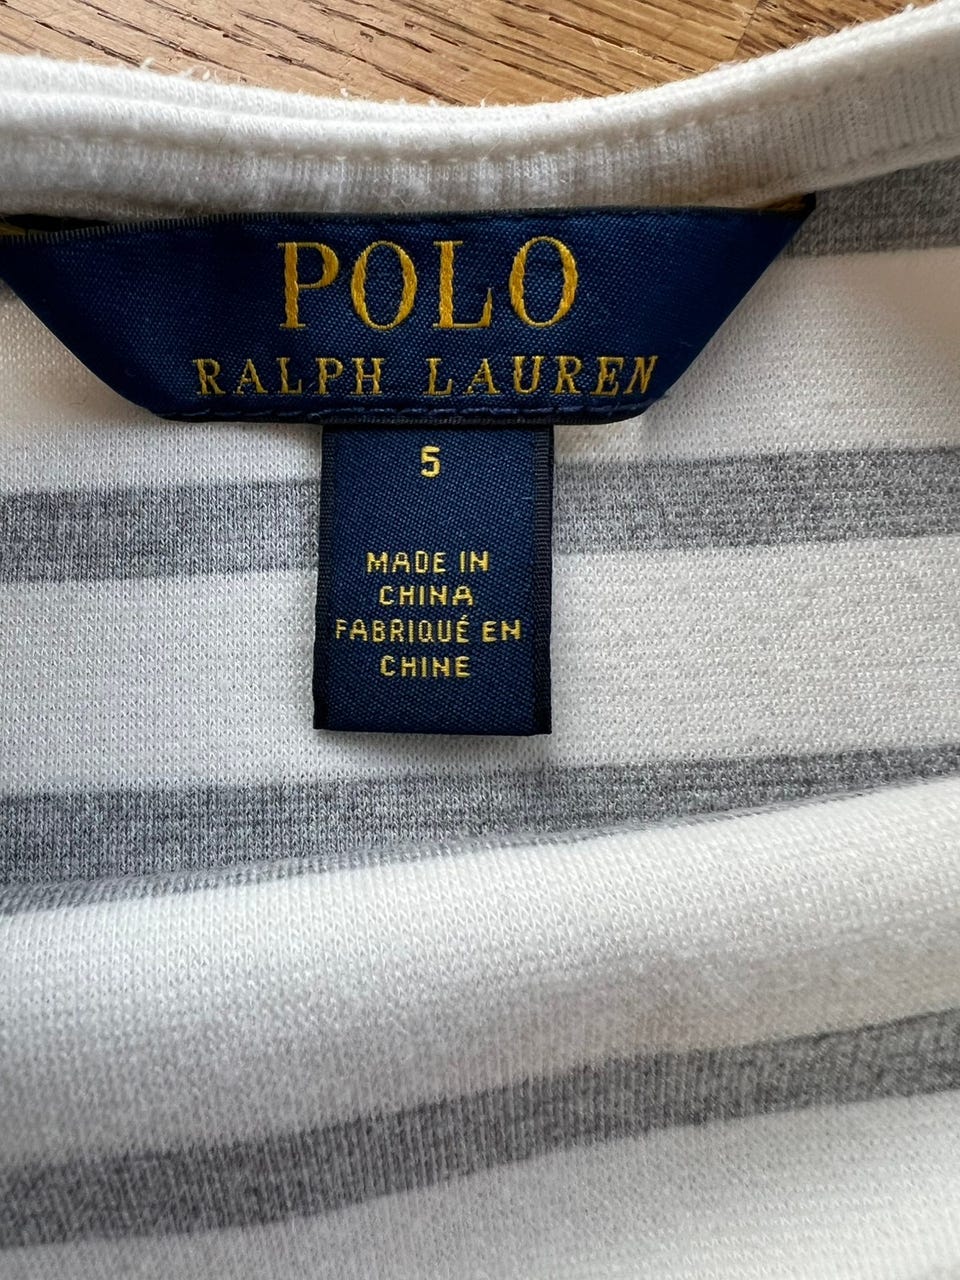 POLO
RALPH LAUREN
5
MADE IN
CHINA
FABRIQUÉ EN
CHINE